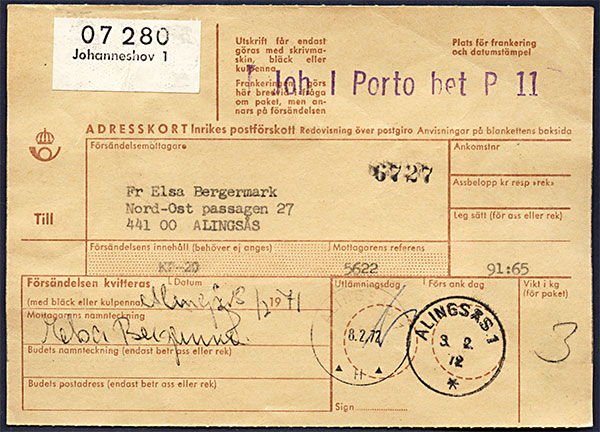 07 280
Johanneshov 1
Utskrift får endast
göras med skrivma-
skin, bläck eller
kulpenna
Frankeringen görs
här bredvid i fråga
om paket, men an-
nars på försändelsen
Plats för frankering
och datumstämpel
Joh 1 Porto bet P 11
ADRESSKORT Inrikes postförskott Redovisning över postgiro Anvisningar på blankettens baksida
Försändelsemottagare
Ankomstnr
6727
Fr Elsa Bergermark
Nord-Ost passagen 27
441 00 ALINGSÅS
Assbelopp kr resp »rek»
Till
Leg sätt (för ass eller rek)
Försändelsens innehåll (behöver ej anges)
Mottagarens referens
KP-20
5622
91:65
Försändelsen kvitteras
Datum
Utlämningsdag
Förs ank dag
Vikt i kg
(för paket)
(med bläck eller kulpenna)
Alingsås 8/2 1971
Mottagarens namnteckning
Elsa
Budets namnteckning (endast betr ass eller rek)
8.2.72
ALINGSÅS 1
3. 2.
72
3
Budets postadress (endast betr ass eller rek)
Sign